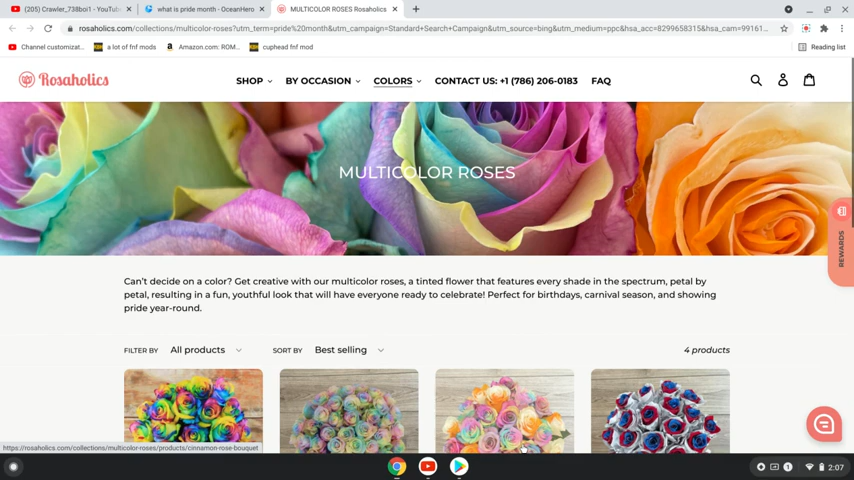 (205) Crawler_738boi1 - YouTub
what is pride month - OceanHero
MULTICOLOR ROSES Rosaholics
rosaholics.com/collections/multicolor-roses?utm_term=pride%20month&utm_campaign=Standard+Search+Campaign&utm_source=bing&utm_medium=ppc&hsa_acc=8299658315&hsa_cam=99161...
Channel customizat...
a lot of fnf mods
Amazon.com: ROM...
cuphead fnf mod
Reading list
Rosaholics
SHOP
BY OCCASION
COLORS
CONTACT US: +1 (786) 206-0183
FAQ
MULTICOLOR ROSES
REWARDS
Can't decide on a color? Get creative with our multicolor roses, a tinted flower that features every shade in the spectrum, petal by
petal, resulting in a fun, youthful look that will have everyone ready to celebrate! Perfect for birthdays, carnival season, and showing
pride year-round.
FILTER BY All products SORT BY Best selling 4 products
https://rosaholics.com/collections/multicolor-roses/products/cinnamon-rose-bouquet
1 2:07